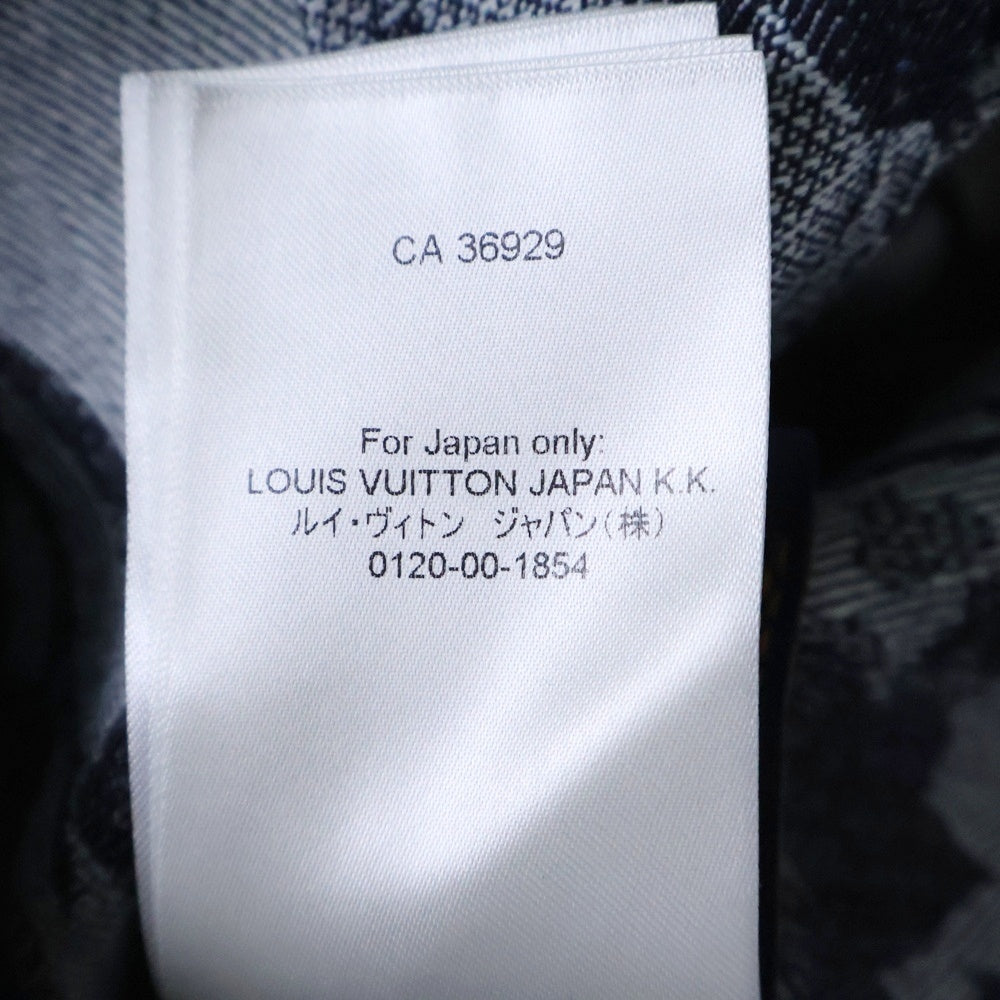 CA 36929
For Japan only:
LOUIS VUITTON JAPAN K.K.
ルイ・ヴィトン　ジャパン(株)
0120-00-1854